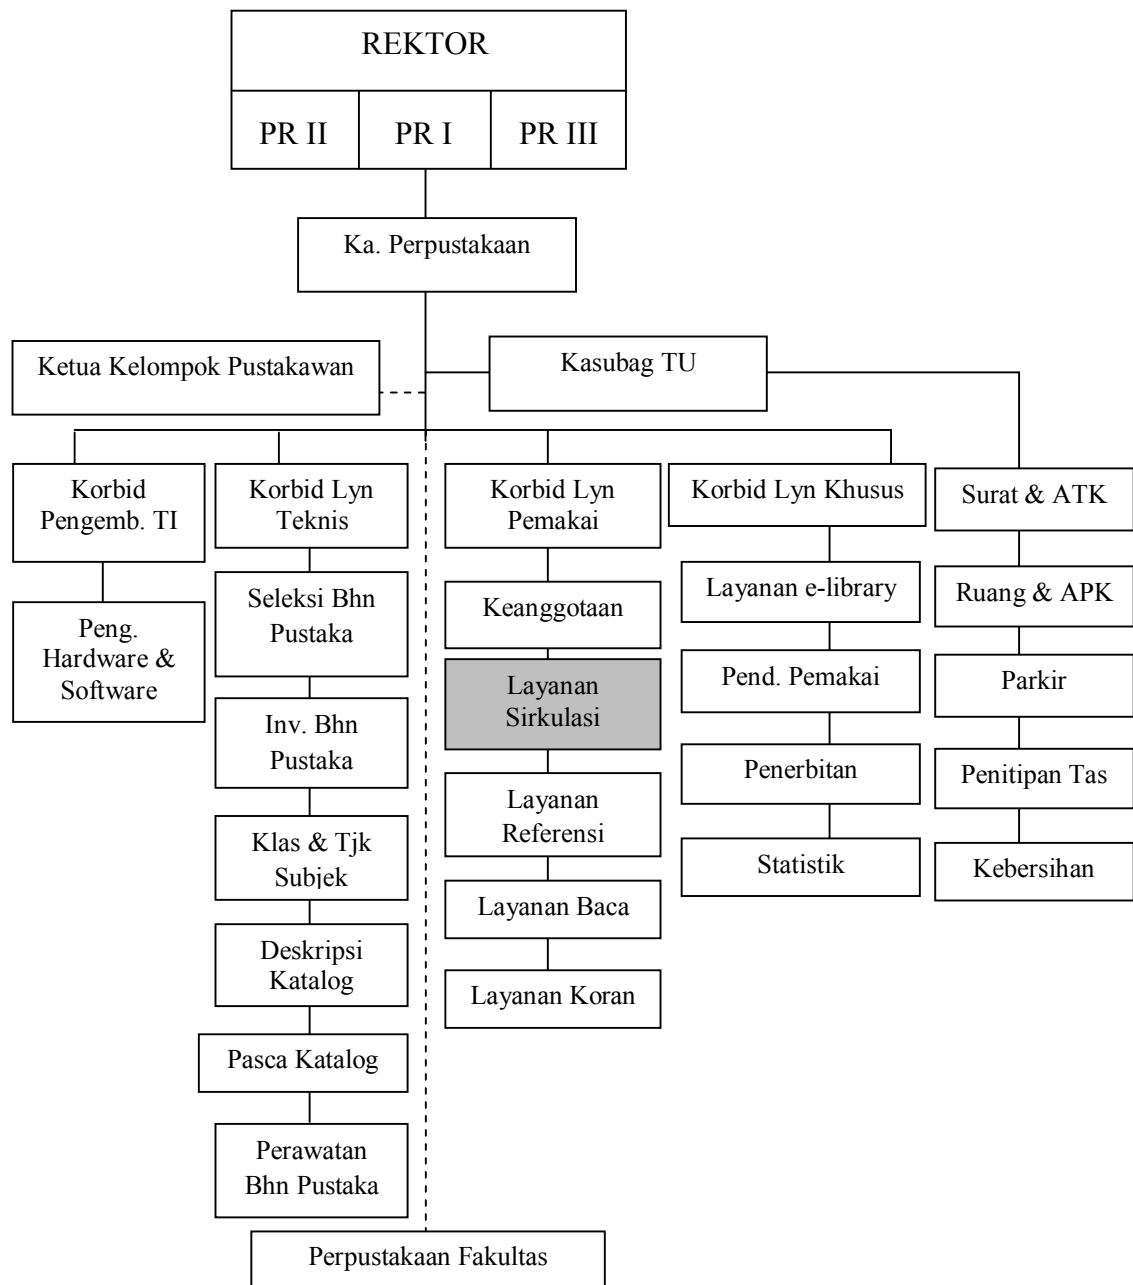 REKTOR
PR II
PR I
PR III
Ka. Perpustakaan
Ketua Kelompok Pustakawan
Kasubag TU
Korbid
Pengemb. TI
Peng.
Hardware &
Software
Korbid Lyn
Teknis
Seleksi Bhn
Pustaka
Inv. Bhn
Pustaka
Klas & Tjk
Subjek
Deskripsi
Katalog
Pasca Katalog
Perawatan
Bhn Pustaka
Korbid Lyn
Pemakai
Keanggotaan
Layanan
Sirkulasi
Layanan
Referensi
Layanan Baca
Layanan Koran
Korbid Lyn Khusus
Layanan e-library
Pend. Pemakai
Penerbitan
Statistik
Surat & ATK
Ruang & APK
Parkir
Penitipan Tas
Kebersihan
Perpustakaan Fakultas